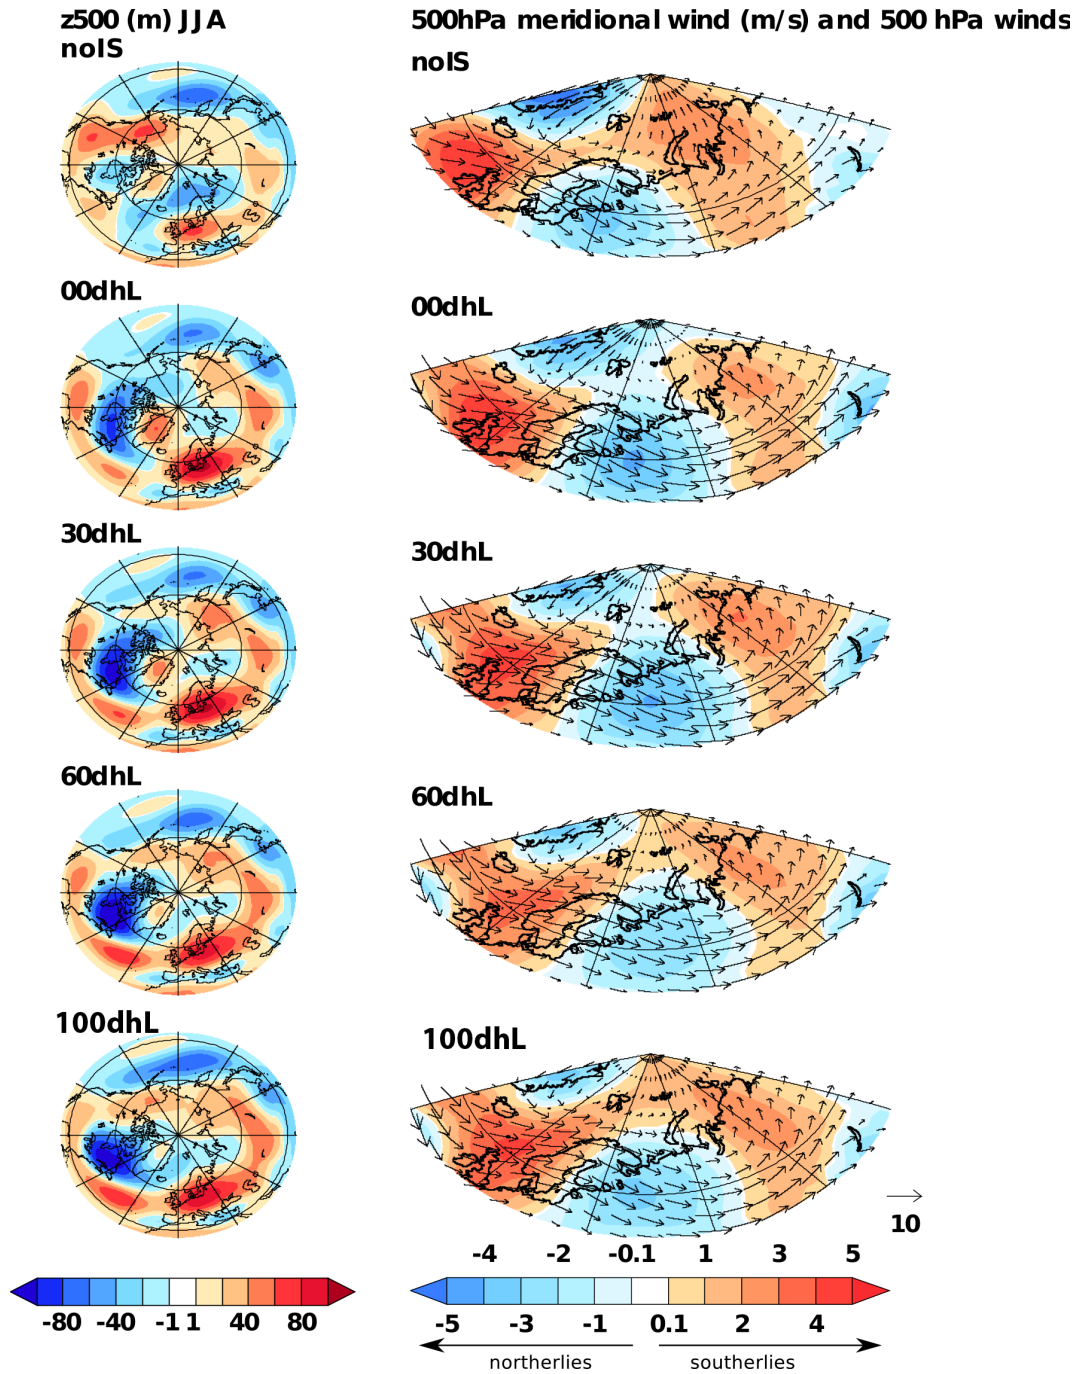 z500 (m) JJA
500hPa meridional wind (m/s) and 500 hPa winds
noIS
noIS
00dhL
00dhL
30dhL
30dhL
60dhL
60dhL
100dhL
100dhL
10
-4 -2 -0.1 1 3 5
-80 -40 -1 1 40 80
-5 -3 -1 0.1 2 4
northerlies southerlies